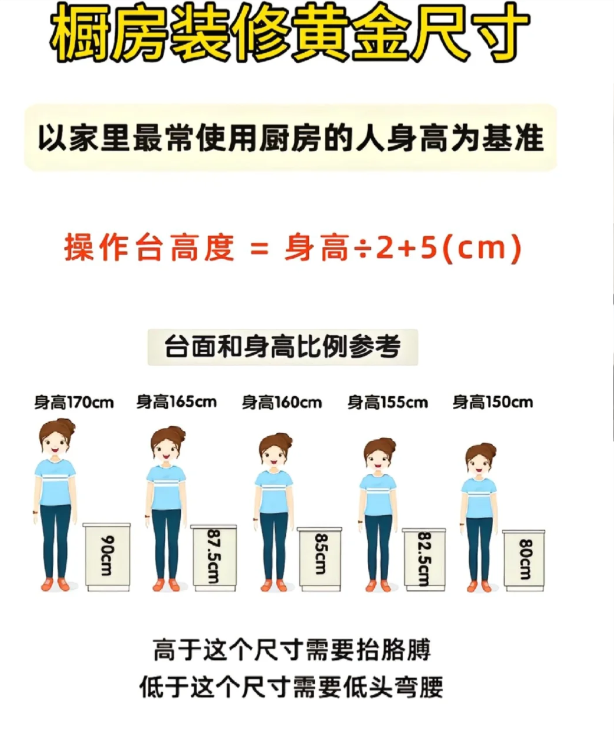 橱房装修黄金尺寸
以家里最常使用厨房的人身高为基准
操作台高度 = 身高÷2+5(cm)
台面和身高比例参考
身高170cm 身高165cm 身高160cm 身高155cm 身高150cm
90cm 87.5cm 85cm 82.5cm 80cm
高于这个尺寸需要抬胳膊
低于这个尺寸需要低头弯腰